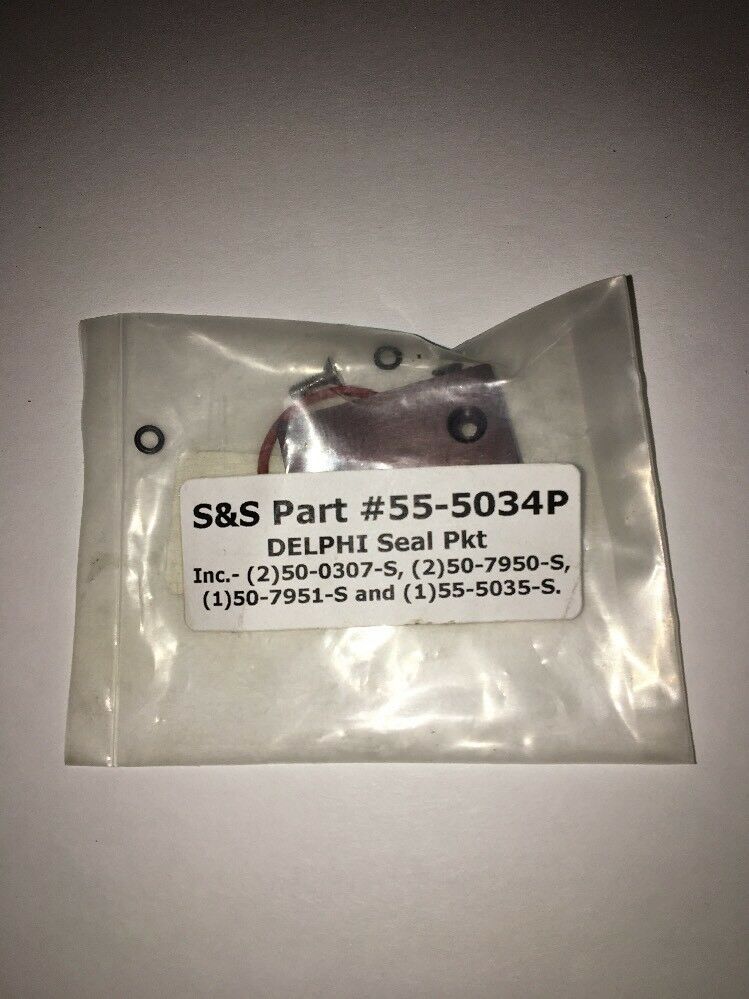 S&S Part #55-5034P
DELPHI Seal Pkt
Inc.- (2)50-0307-S, (2)50-7950-S,
(1)50-7951-S and (1)55-5035-S.